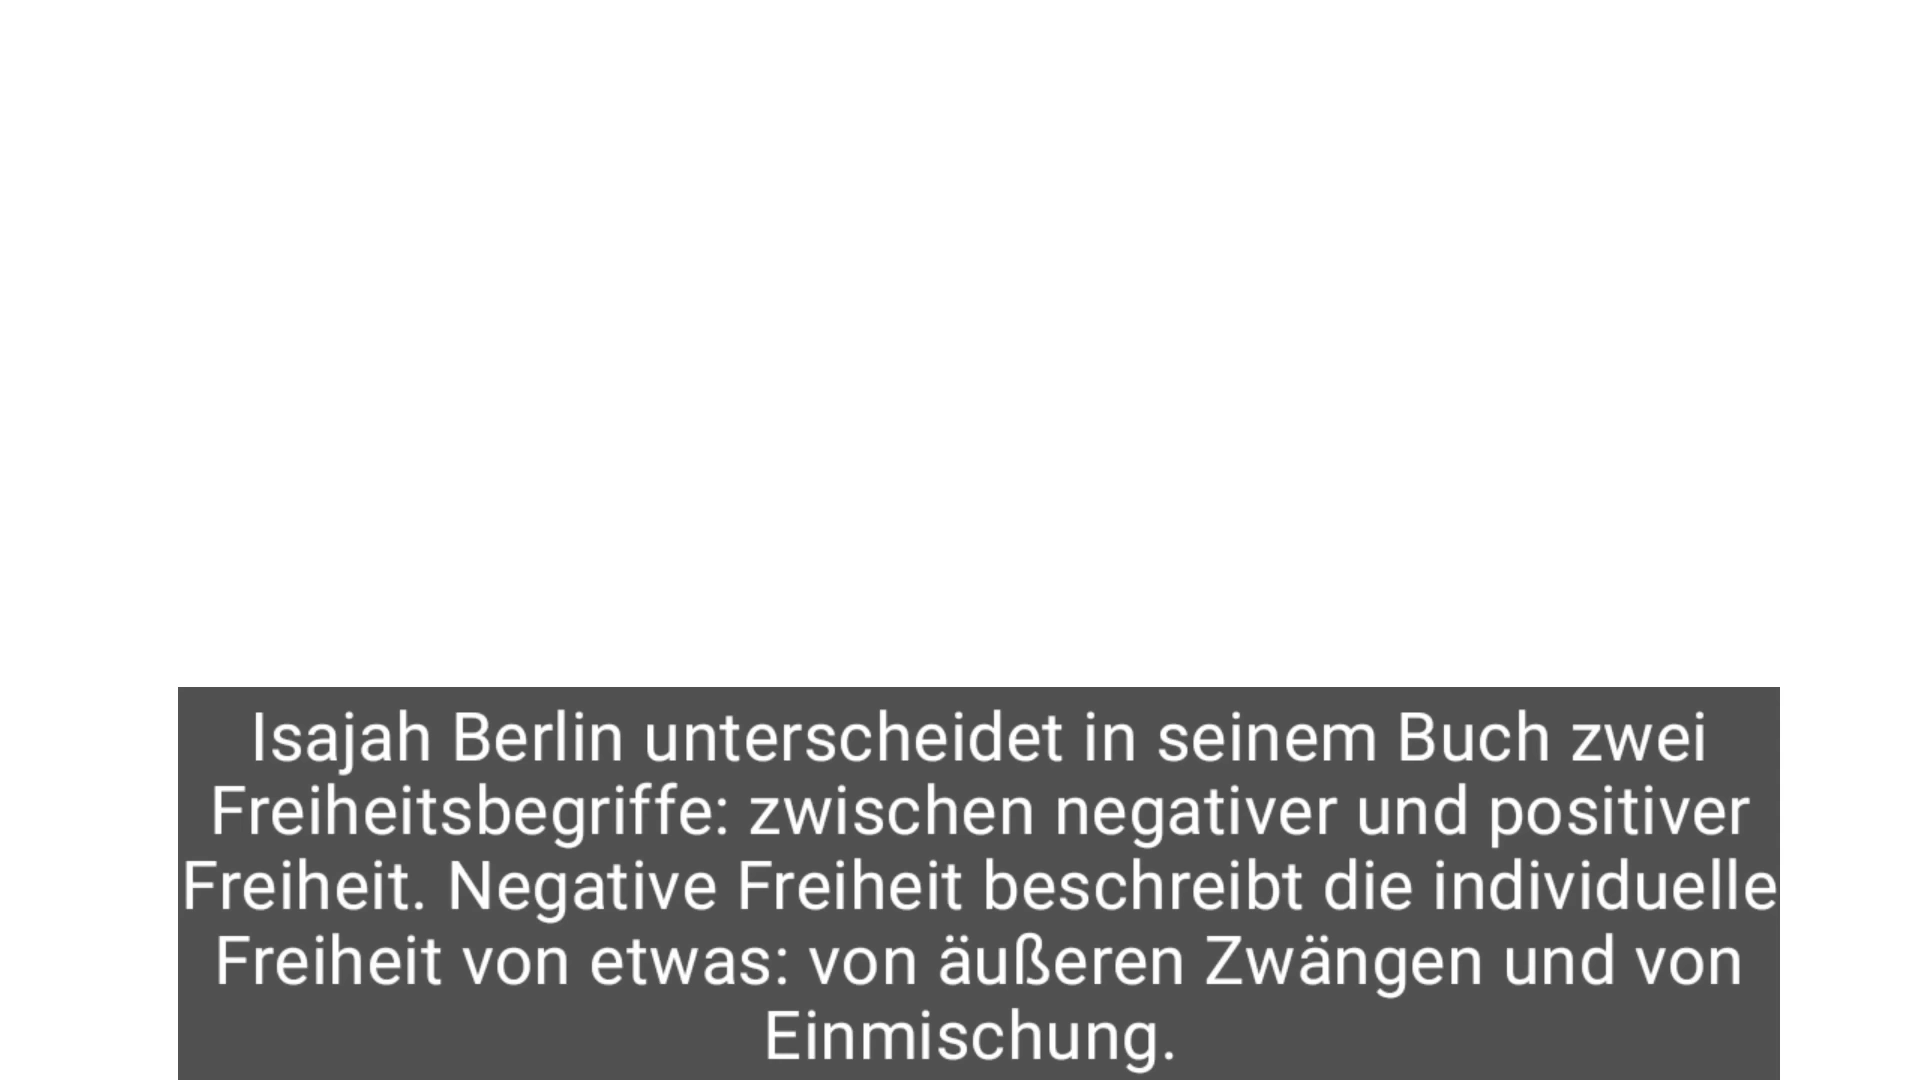 Isajah Berlin unterscheidet in seinem Buch zwei
Freiheitsbegriffe: zwischen negativer und positiver
Freiheit. Negative Freiheit beschreibt die individuelle
Freiheit von etwas: von äußeren Zwängen und von
Einmischung.